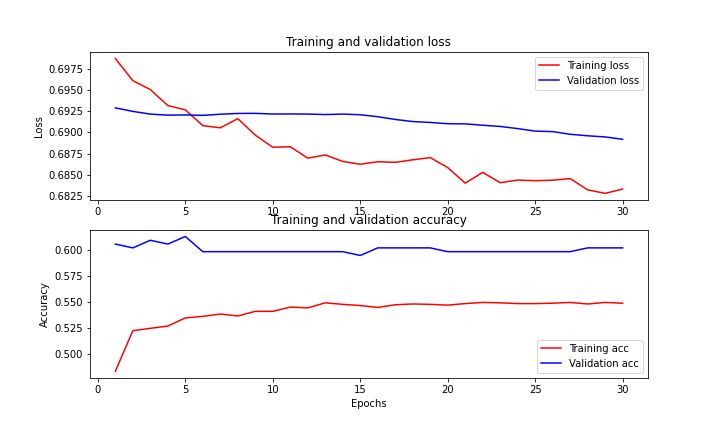 Training and validation loss
Loss
0.6975
0.6950
0.6925
0.6900
0.6875
0.6850
0.6825
Training loss
Validation loss
0 5 10 15 20 25 30
Training and validation accuracy
Accuracy
0.600
0.575
0.550
0.525
0.500
Training acc
Validation acc
0 5 10 15 20 25 30
Epochs